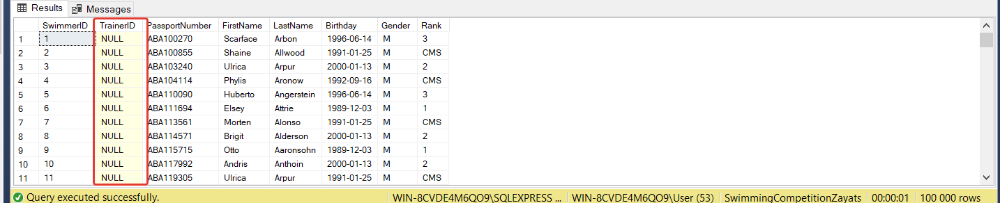 Results Messages
SwimmerID TrainerID PassportNumber FirstName LastName Birthday Gender Rank
1 1 NULL ABA100270 Scarface Arbon 1996-06-14 M 3
2 2 NULL ABA100855 Shaine Allwood 1991-01-25 M CMS
3 3 NULL ABA103240 Ulrica Arpur 2000-01-13 M 2
4 4 NULL ABA104114 Phylis Aronow 1992-09-16 M CMS
5 5 NULL ABA110090 Huberto Angerstein 1996-06-14 M 3
6 6 NULL ABA111694 Elsey Attrie 1989-12-03 M 1
7 7 NULL ABA113561 Morten Alonso 1991-01-25 M CMS
8 8 NULL ABA114571 Brigit Alderson 2000-01-13 M 2
9 9 NULL ABA115715 Otto Aaronsohn 1989-12-03 M 1
10 10 NULL ABA117992 Andris Anthoin 2000-01-13 M 2
11 11 NULL ABA119305 Ulrica Arpur 1991-01-25 M CMS
Query executed successfully. WIN-8CVDE4M6QO9\SQLEXPRESS ... WIN-8CVDE4M6QO9\User (53) SwimmingCompetitionZayats 00:00:01 100 000 rows